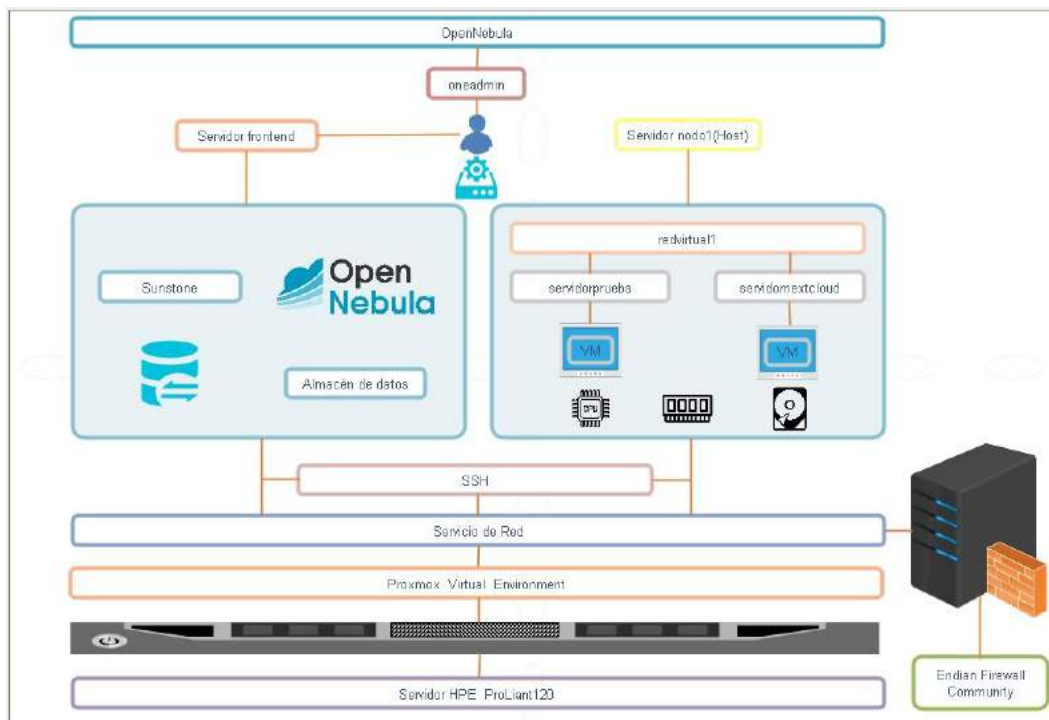 OpenNebula
oneadmin
Servidor frontend
Servidor nodo1(Host)
redvirtual1
Sunstone
Open
Nebula
servidorprueba
servidornextcloud
VM
VM
Almacén de datos
CPU
SSH
Servicio de Red
Proxmox Virtual Environment
Servidor HPE ProLiant120
Endian Firewall
Community